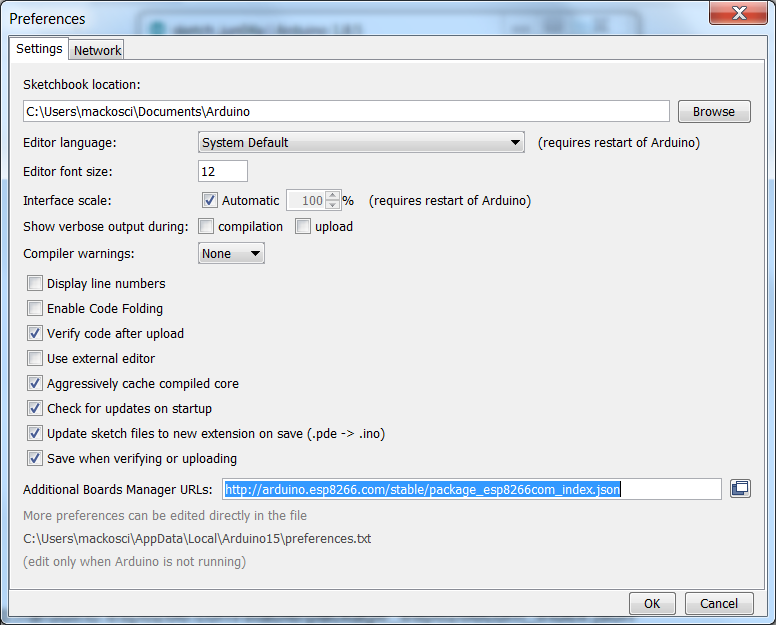 Preferences
Settings Network
Sketchbook location:
C:\Users\mackosci\Documents\Arduino Browse
Editor language: System Default (requires restart of Arduino)
Editor font size: 12
Interface scale: Automatic 100 % (requires restart of Arduino)
Show verbose output during: compilation upload
Compiler warnings: None
Display line numbers
Enable Code Folding
Verify code after upload
Use external editor
Aggressively cache compiled core
Check for updates on startup
Update sketch files to new extension on save (.pde -> .ino)
Save when verifying or uploading
Additional Boards Manager URLs: http://arduino.esp8266.com/stable/package_esp8266com_index.json
More preferences can be edited directly in the file
C:\Users\mackosci\AppData\Local\Arduino15\preferences.txt
(edit only when Arduino is not running)
OK Cancel